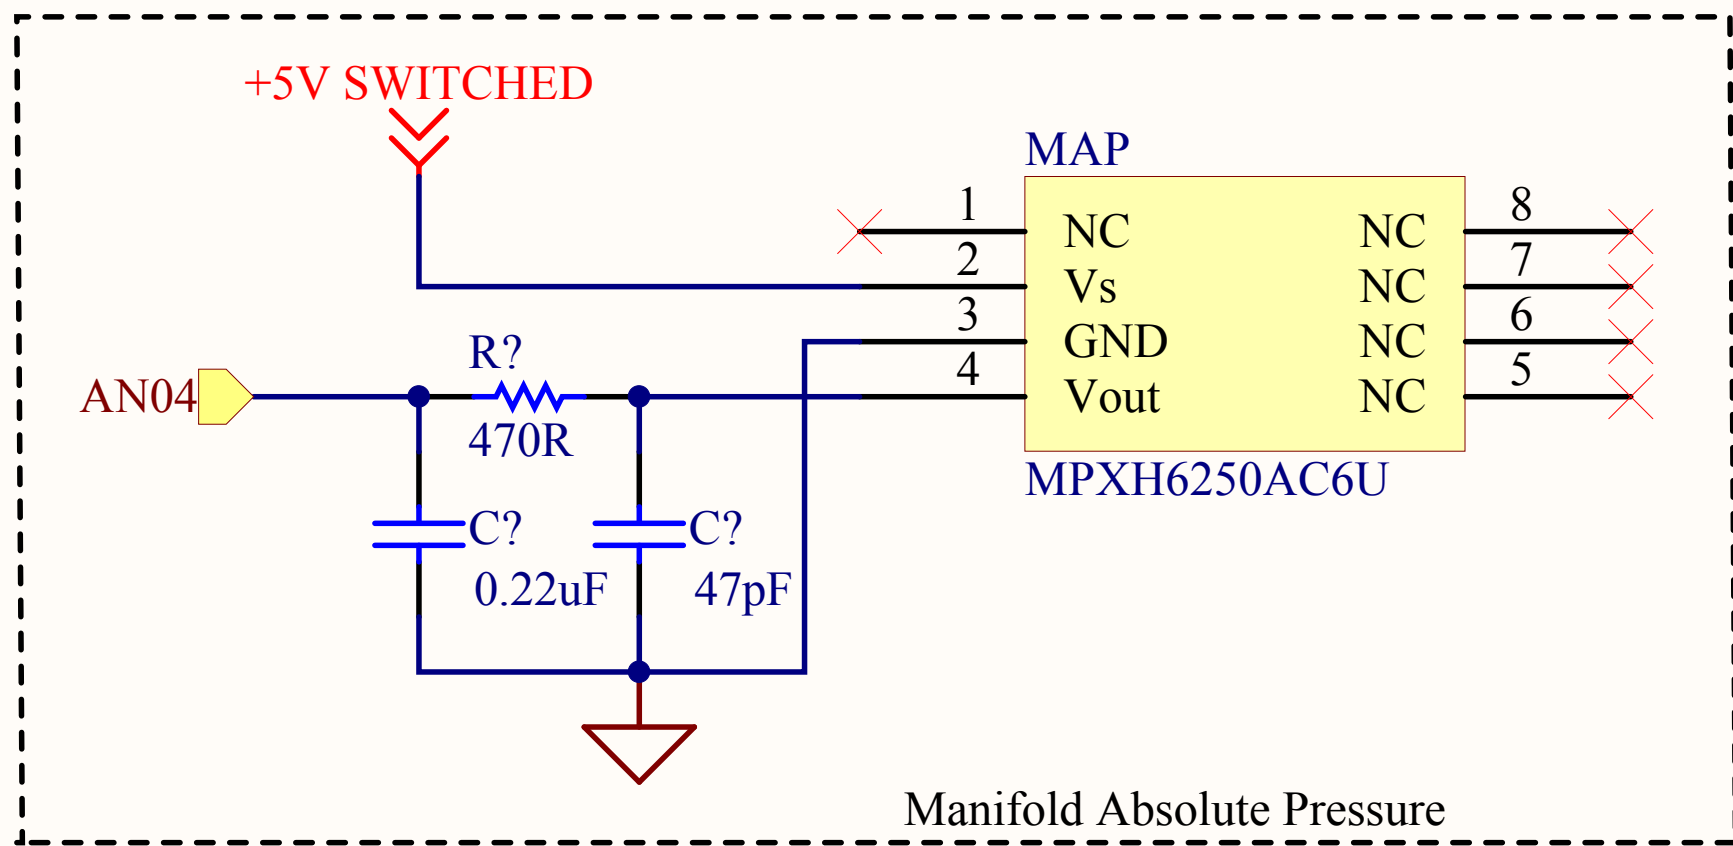 +5V SWITCHED
MAP
1 NC NC 8
2 Vs NC 7
3 GND NC 6
4 Vout NC 5
MPXH6250AC6U
AN04
R?
470R
C?
0.22uF
C?
47pF
Manifold Absolute Pressure